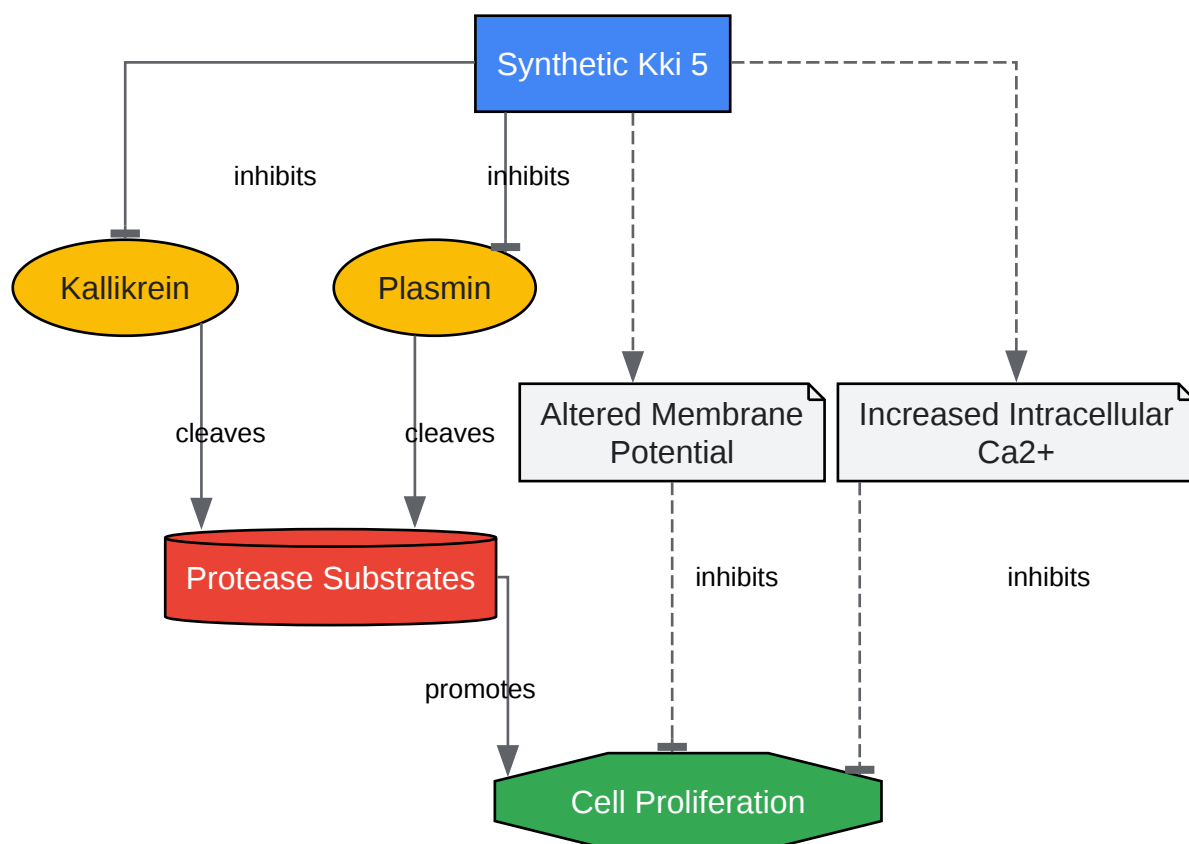 Synthetic Kki 5
inhibits
inhibits
Kallikrein
Plasmin
Altered Membrane
Potential
Increased Intracellular
Ca2+
cleaves
cleaves
Protease Substrates
inhibits
inhibits
promotes
Cell Proliferation